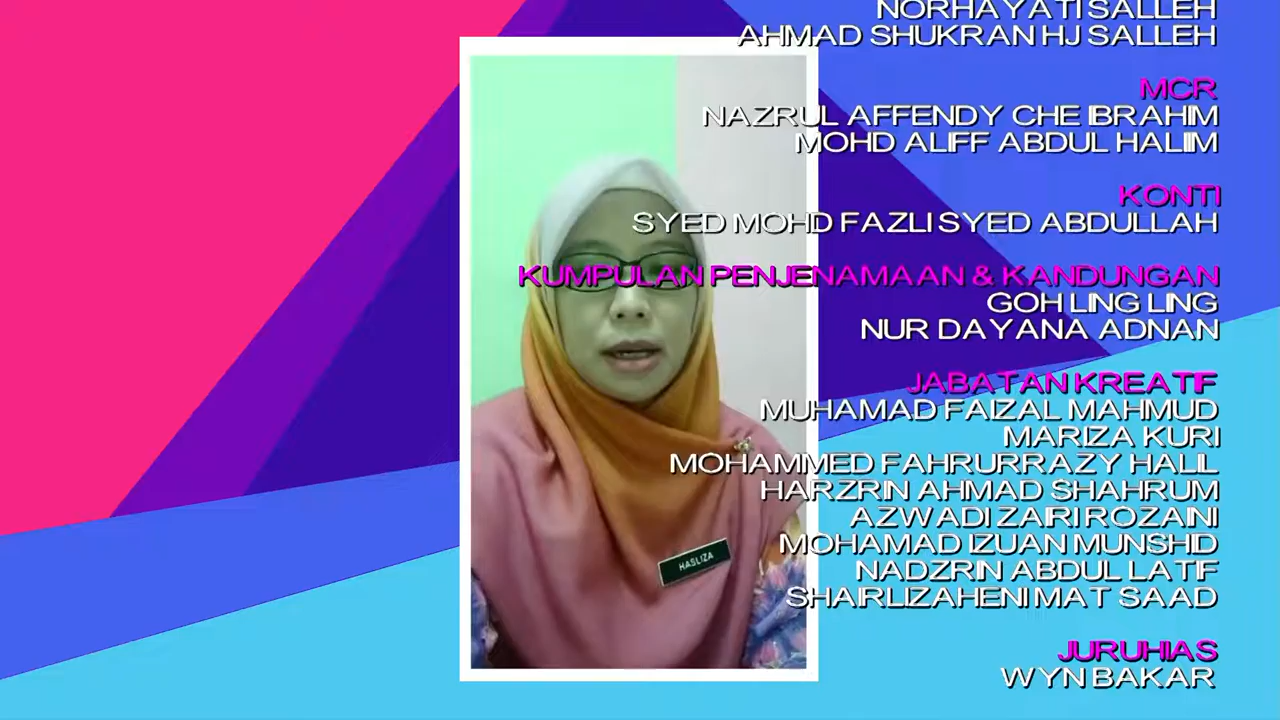 NORHAYATI SALLEH
AHMAD SHUKRAN HJ SALLEH
MCR
NAZRUL AFFENDY CHE IBRAHIM
MOHD ALIFF ABDUL HALIIM
KONTI
SYED MOHD FAZLI SYED ABDULLAH
KUMPULAN PENJENAMAAN & KANDUNGAN
GOH LING LING
NUR DAYANA ADNAN
JABATAN KREATIF
MUHAMAD FAIZAL MAHMUD
MARIZA KURI
MOHAMMED FAHRURRAZY HALIL
HARZRIN AHMAD SHAHRUM
AZWADI ZAIRI ROZAINI
MOHAMAD IZUAN MUNSHID
NADZRIN ABDUL LATIF
SHAIRLIZAHENI MAT SAAD
JURUHIAS
WYN BAKAR
HASLIZA